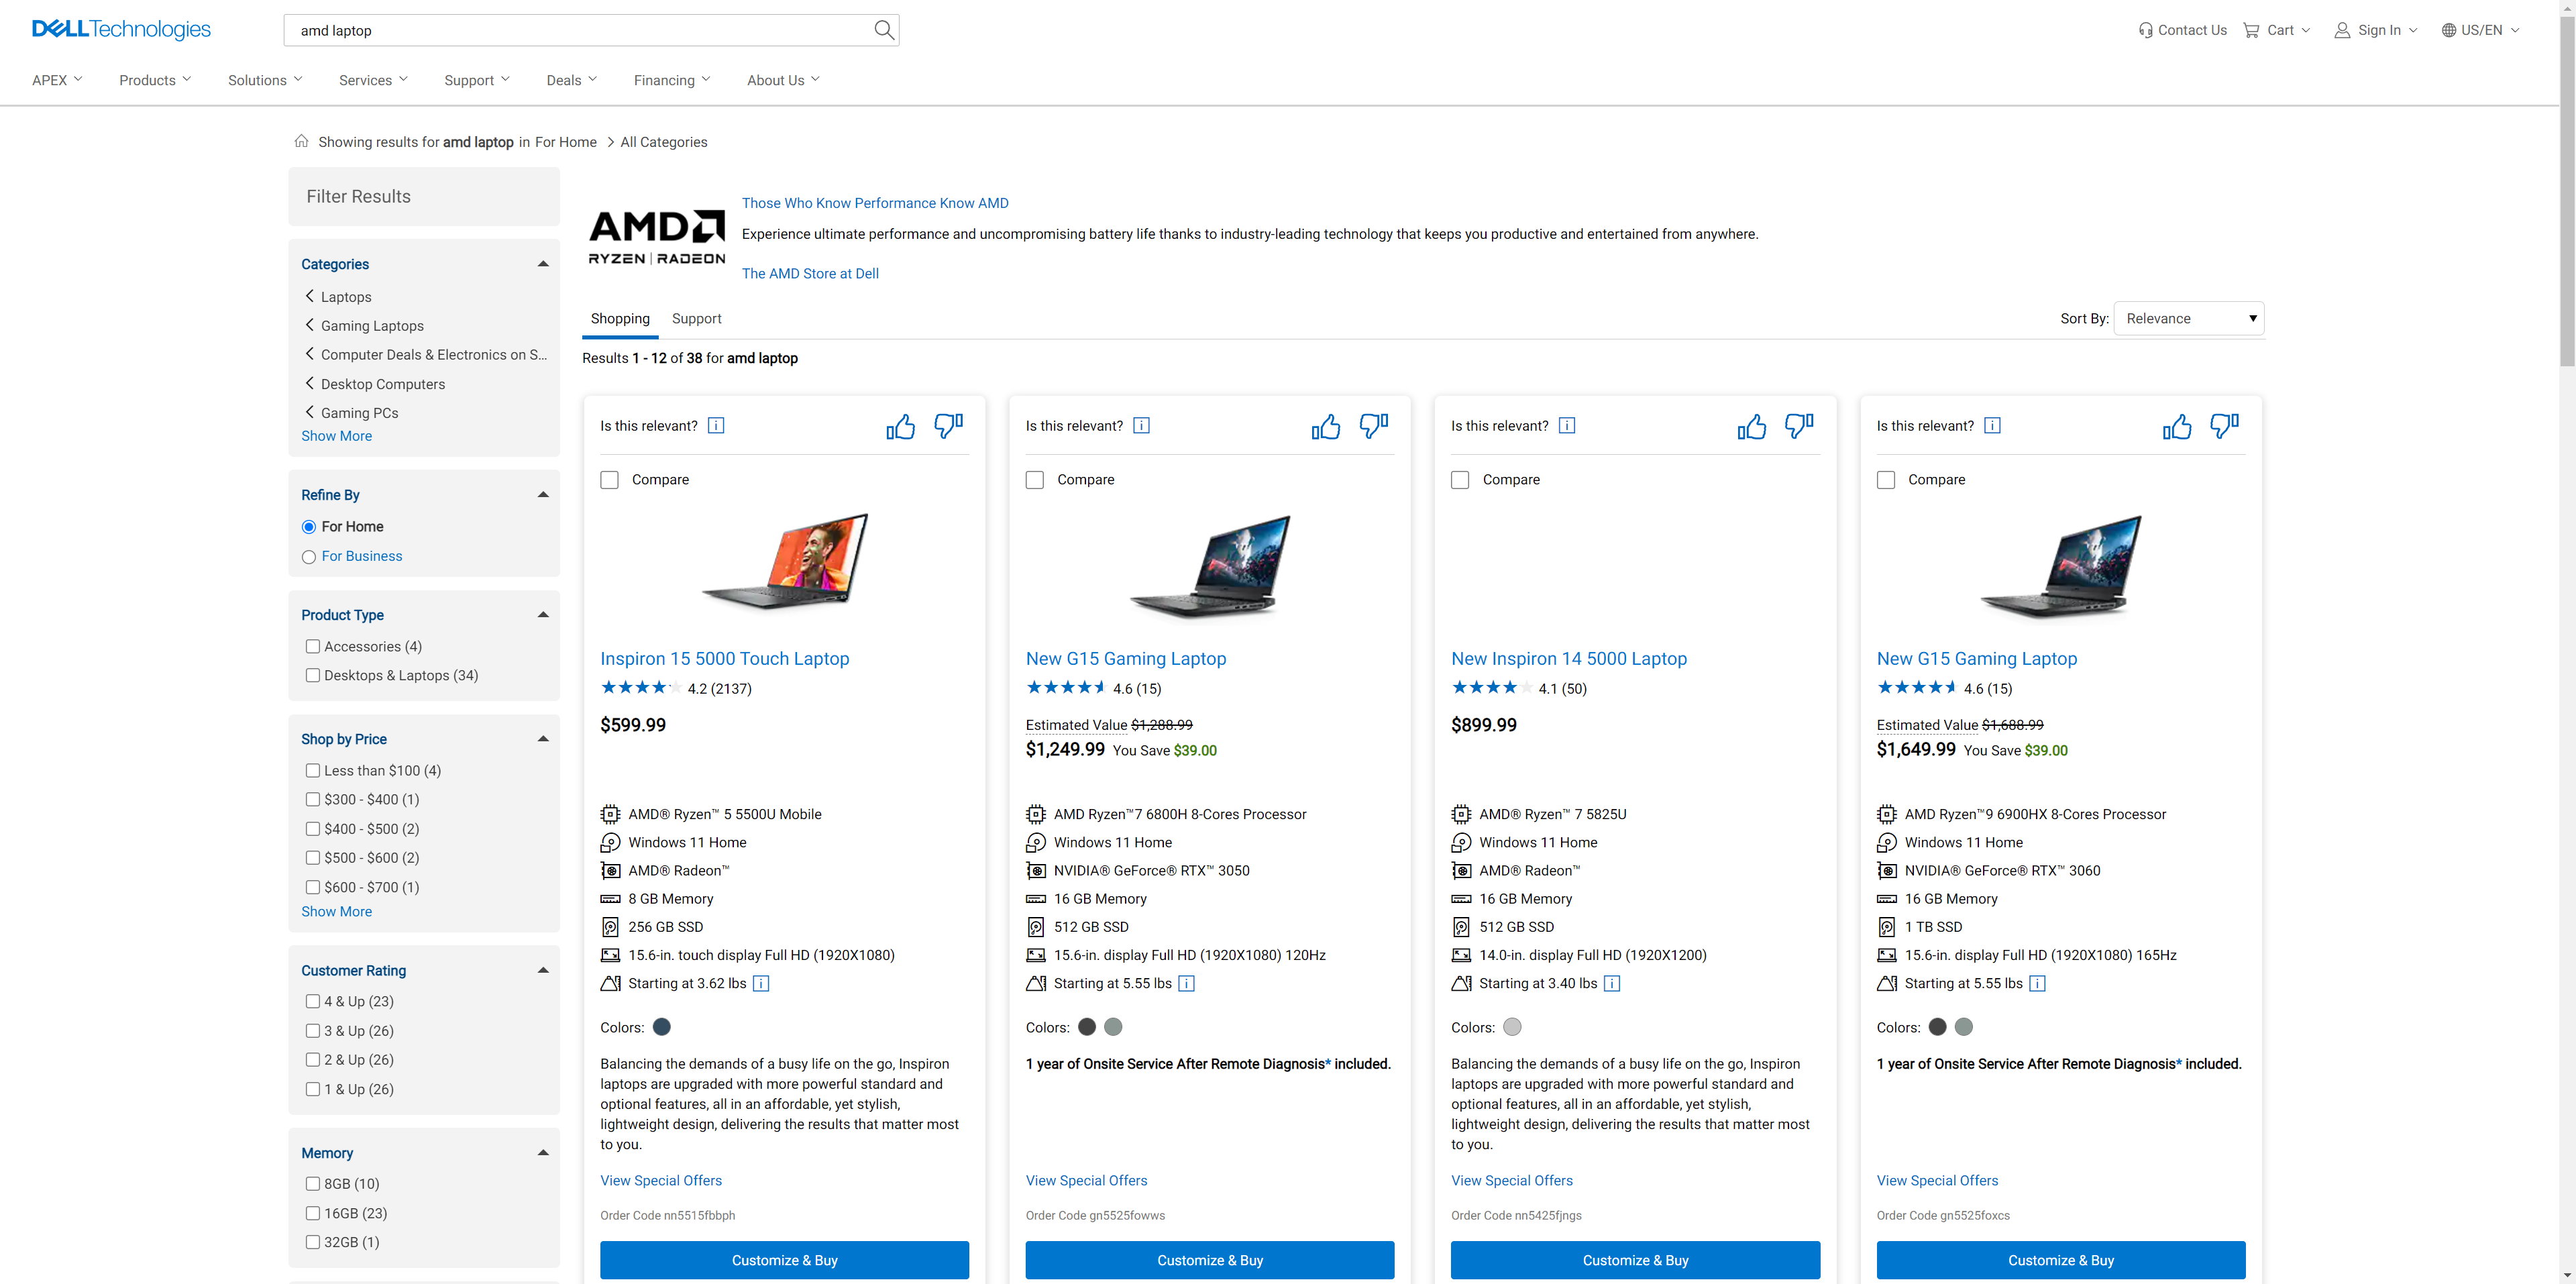 DELL Technologies
amd laptop
Contact Us
Cart
Sign In
US/EN
APEX
Products
Solutions
Services
Support
Deals
Financing
About Us
Showing results for amd laptop in For Home > All Categories
Filter Results
Categories
Laptops
Gaming Laptops
Computer Deals & Electronics on S...
Desktop Computers
Gaming PCs
Show More
Refine By
For Home
For Business
Product Type
Accessories (4)
Desktops & Laptops (34)
Shop by Price
Less than $100 (4)
$300 - $400 (1)
$400 - $500 (2)
$500 - $600 (2)
$600 - $700 (1)
Show More
Customer Rating
4 & Up (23)
3 & Up (26)
2 & Up (26)
1 & Up (26)
Memory
8GB (10)
16GB (23)
32GB (1)
AMD
RYZEN | RADEON
Those Who Know Performance Know AMD
Experience ultimate performance and uncompromising battery life thanks to industry-leading technology that keeps you productive and entertained from anywhere.
The AMD Store at Dell
Shopping
Support
Sort By:
Relevance
Results 1 - 12 of 38 for amd laptop
Is this relevant?
Compare
Inspiron 15 5000 Touch Laptop
4.2 (2137)
$599.99
AMD® Ryzen™ 5 5500U Mobile
Windows 11 Home
AMD® Radeon™
8 GB Memory
256 GB SSD
15.6-in. touch display Full HD (1920X1080)
Starting at 3.62 lbs
Colors:
Balancing the demands of a busy life on the go, Inspiron
laptops are upgraded with more powerful standard and
optional features, all in an affordable, yet stylish,
lightweight design, delivering the results that matter most
to you.
View Special Offers
Order Code nn5515fbbph
Customize & Buy
Is this relevant?
Compare
New G15 Gaming Laptop
4.6 (15)
Estimated Value $1,288.99
$1,249.99 You Save $39.00
AMD Ryzen™7 6800H 8-Cores Processor
Windows 11 Home
NVIDIA® GeForce® RTX™ 3050
16 GB Memory
512 GB SSD
15.6-in. display Full HD (1920X1080) 120Hz
Starting at 5.55 lbs
Colors:
1 year of Onsite Service After Remote Diagnosis* included.
View Special Offers
Order Code gn5525fowws
Customize & Buy
Is this relevant?
Compare
New Inspiron 14 5000 Laptop
4.1 (50)
$899.99
AMD® Ryzen™ 7 5825U
Windows 11 Home
AMD® Radeon™
16 GB Memory
512 GB SSD
14.0-in. display Full HD (1920X1200)
Starting at 3.40 lbs
Colors:
Balancing the demands of a busy life on the go, Inspiron
laptops are upgraded with more powerful standard and
optional features, all in an affordable, yet stylish,
lightweight design, delivering the results that matter most
to you.
View Special Offers
Order Code nn5425fjngs
Customize & Buy
Is this relevant?
Compare
New G15 Gaming Laptop
4.6 (15)
Estimated Value $1,688.99
$1,649.99 You Save $39.00
AMD Ryzen™9 6900HX 8-Cores Processor
Windows 11 Home
NVIDIA® GeForce® RTX™ 3060
16 GB Memory
1 TB SSD
15.6-in. display Full HD (1920X1080) 165Hz
Starting at 5.55 lbs
Colors:
1 year of Onsite Service After Remote Diagnosis* included.
View Special Offers
Order Code gn5525foxcs
Customize & Buy